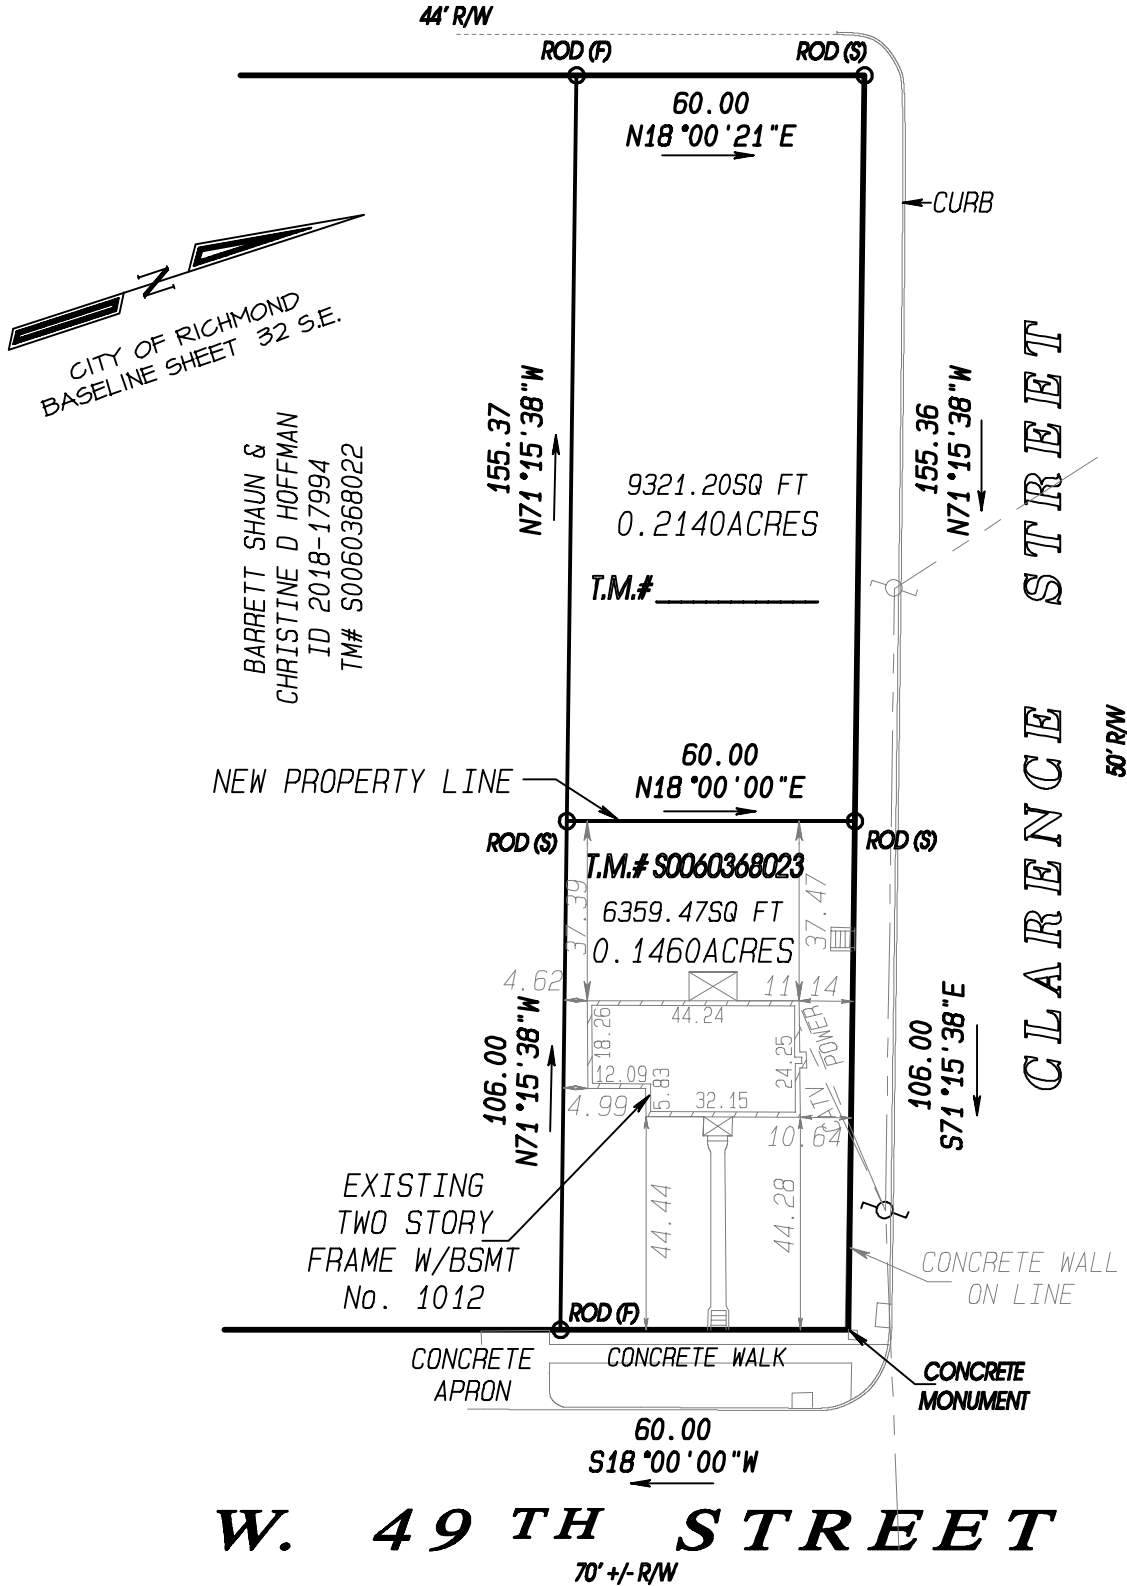 44' R/W
ROD (F)
ROD (S)
60.00
N18°00'21"E
CURB
N
CITY OF RICHMOND
BASELINE SHEET 32 S.E.
BARRETT SHAUN &
CHRISTINE D HOFFMAN
ID 2018-17994
TM# S0060368022
155.37
N71°15'38"W
9321.20SQ FT
0.2140ACRES
T.M.#
155.36
N71°15'38"W
CLARENCE STREET
50' R/W
NEW PROPERTY LINE
60.00
N18°00'00"E
ROD (S)
ROD (S)
T.M.# S0060368023
6359.47SQ FT
0.1460ACRES
37.39
37.47
4.62
11.14
44.24
18.26
24.25
12.09
5.83
32.15
4.99
10.64
CATV / POWER
106.00
N71°15'38"W
106.00
S71°15'38"E
EXISTING
TWO STORY
FRAME W/BSMT
No. 1012
44.44
44.28
CONCRETE WALL
ON LINE
ROD (F)
CONCRETE
APRON
CONCRETE WALK
CONCRETE
MONUMENT
60.00
S18°00'00"W
W. 49TH STREET
70' +/- R/W